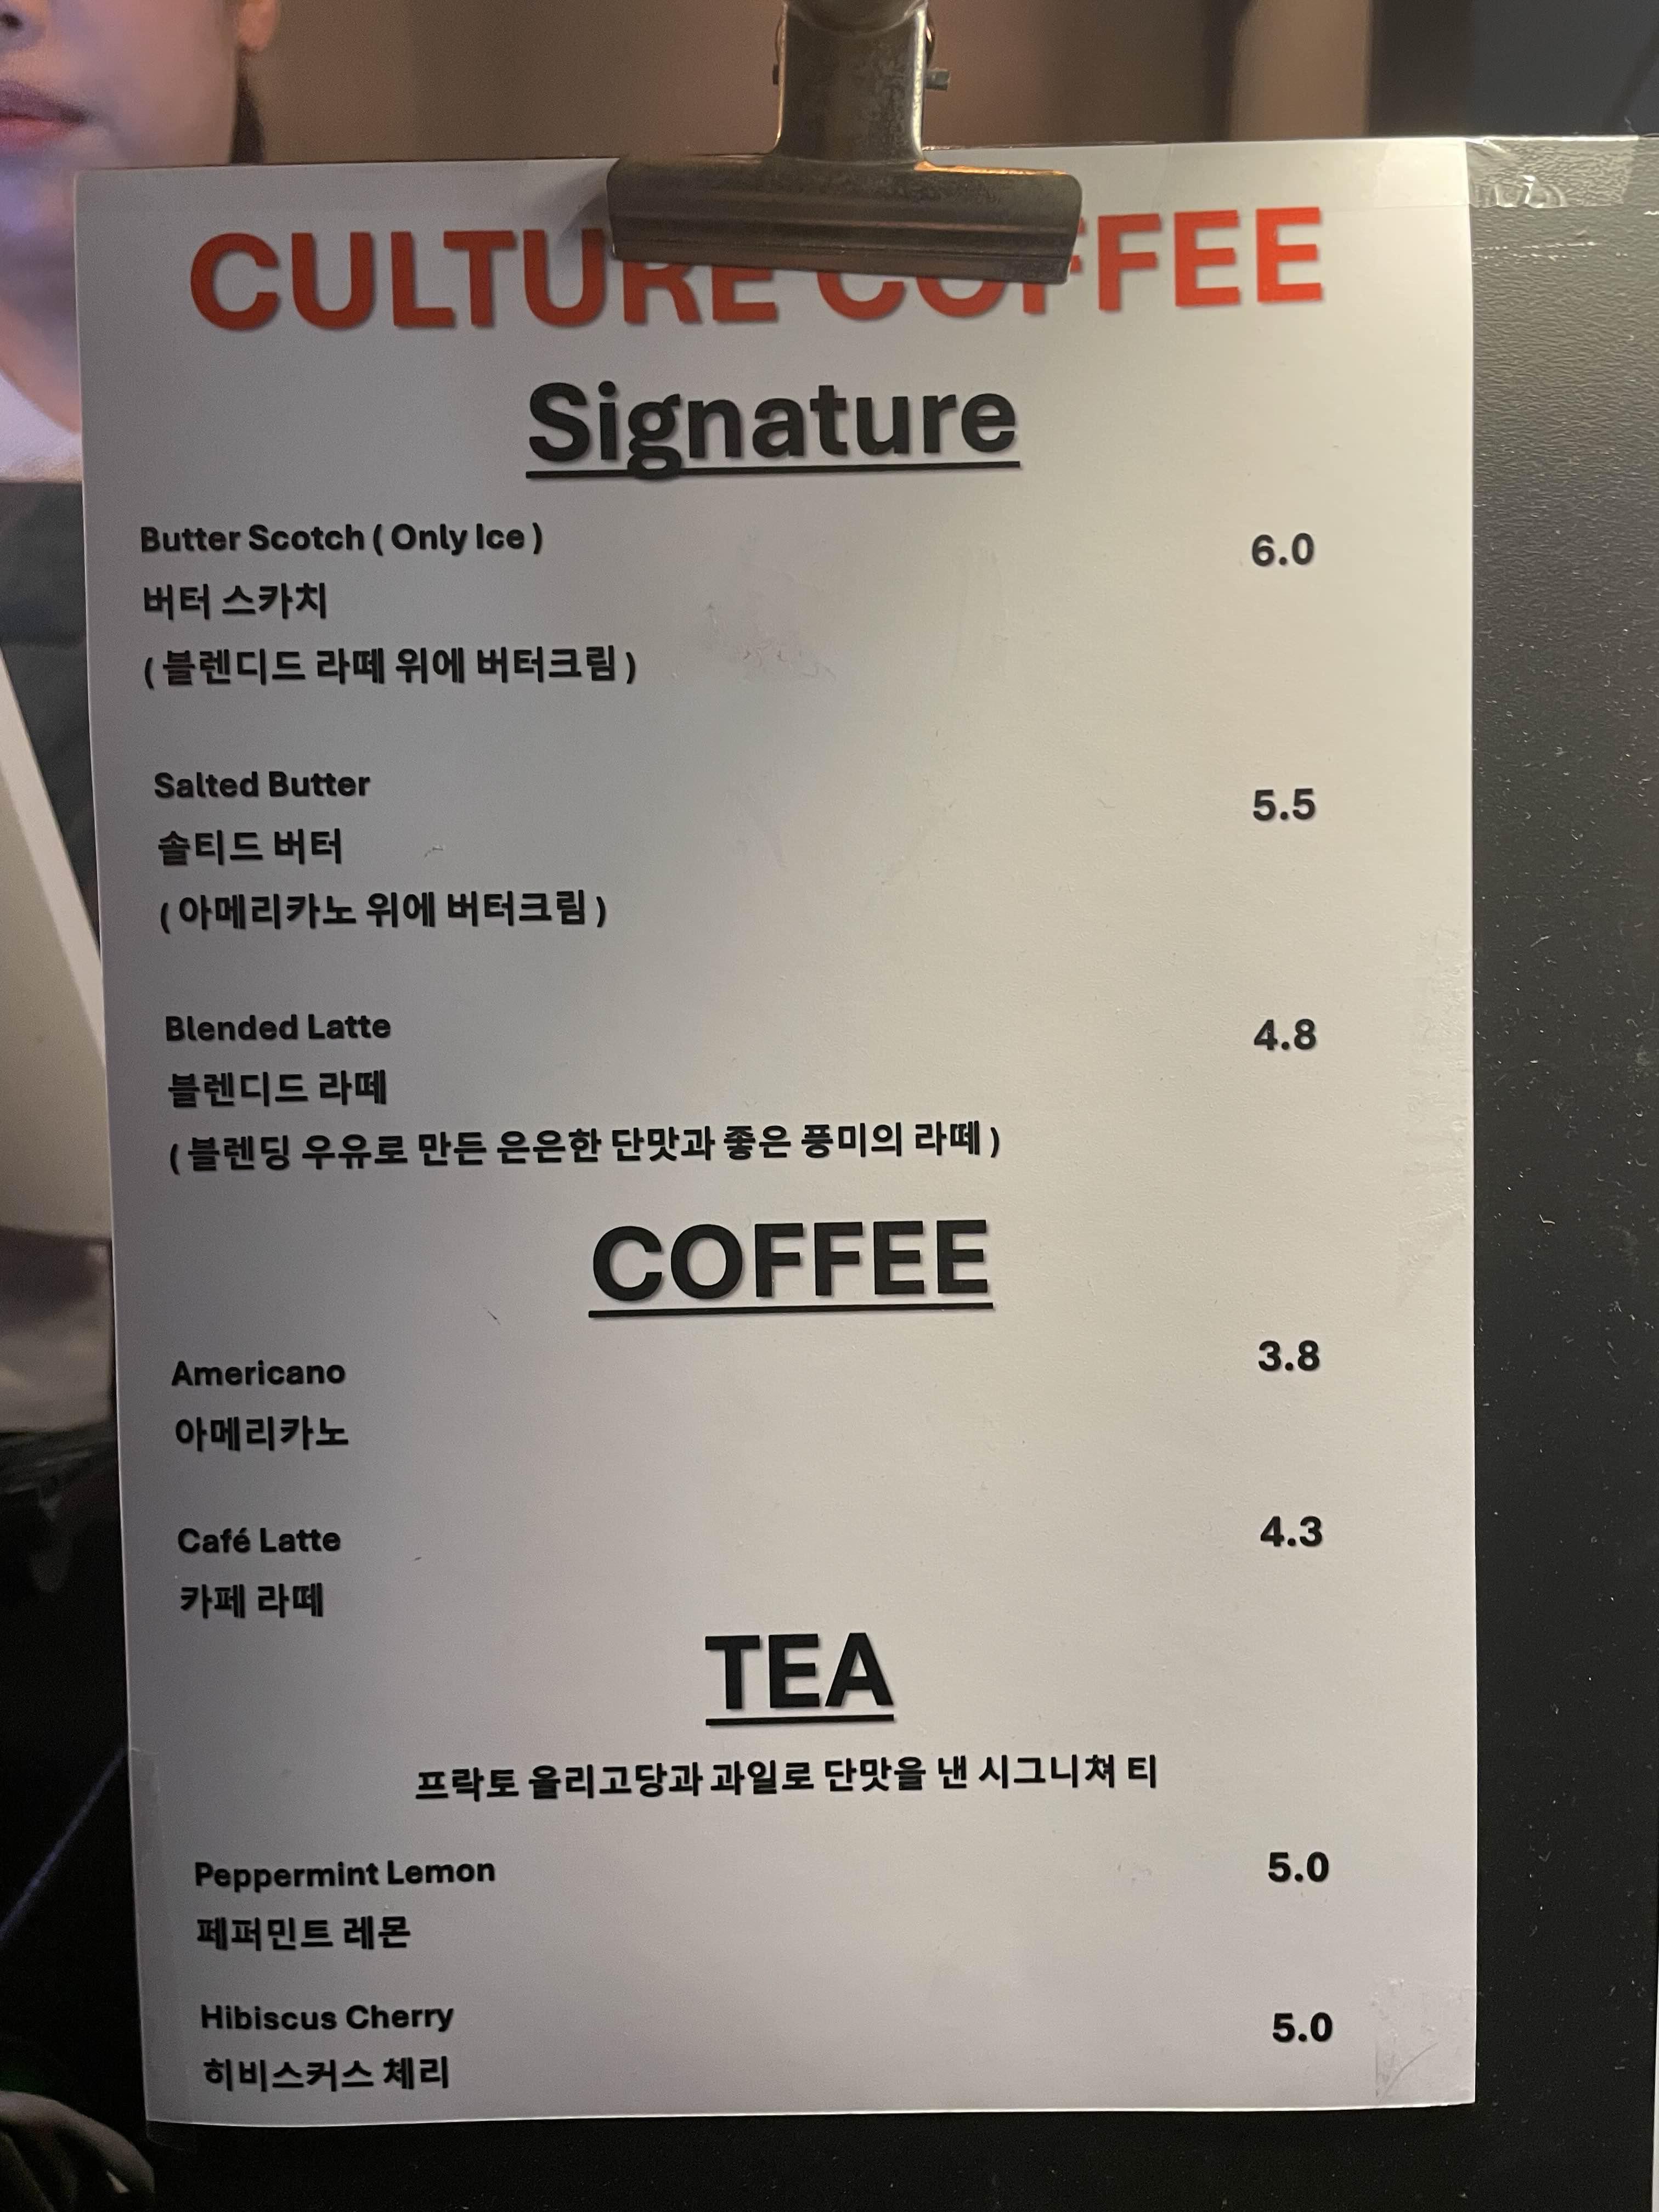 CULTURE COFFEE
Signature
Butter Scotch ( Only Ice ) 6.0
버터 스카치
( 블렌디드 라떼 위에 버터크림 )
Salted Butter 5.5
솔티드 버터
( 아메리카노 위에 버터크림 )
Blended Latte 4.8
블렌디드 라떼
( 블렌딩 우유로 만든 은은한 단맛과 좋은 풍미의 라떼 )
COFFEE
Americano 3.8
아메리카노
Café Latte 4.3
카페 라떼
TEA
프락토 올리고당과 과일로 단맛을 낸 시그니쳐 티
Peppermint Lemon 5.0
페퍼민트 레몬
Hibiscus Cherry 5.0
히비스커스 체리